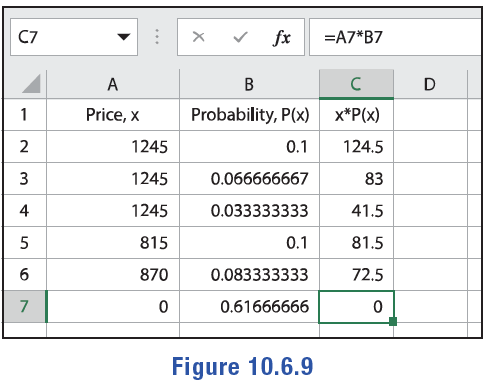 C7 fx =A7*B7
A B C D
1 Price, x Probability, P(x) x*P(x)
2 1245 0.1 124.5
3 1245 0.066666667 83
4 1245 0.033333333 41.5
5 815 0.1 81.5
6 870 0.083333333 72.5
7 0 0.61666666 0
Figure 10.6.9